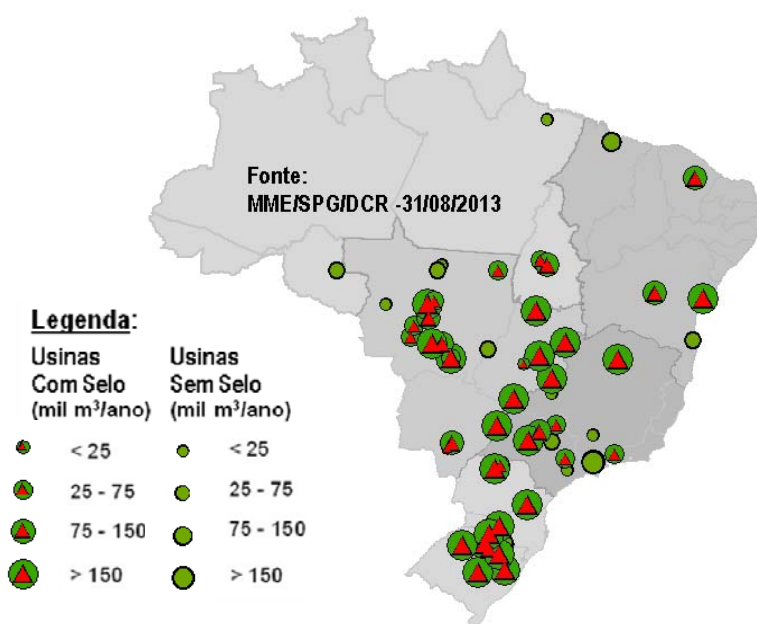 Fonte:
MME/SPG/DCR -31/08/2013
Legenda:
Usinas Usinas
Com Selo Sem Selo
(mil m³/ano) (mil m³/ano)
< 25 < 25
25 - 75 25 - 75
75 - 150 75 - 150
> 150 > 150